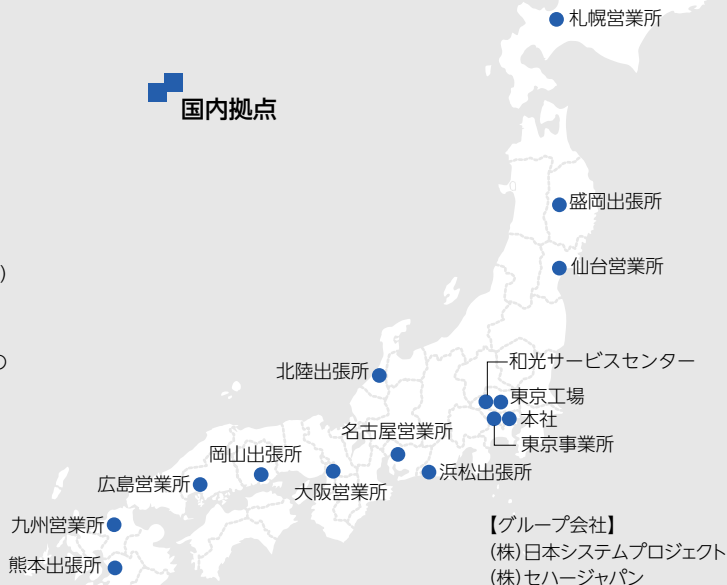 札幌営業所
国内拠点
盛岡出張所
仙台営業所
)
の
北陸出張所
和光サービスセンター
東京工場
本社
東京事業所
名古屋営業所
岡山出張所
浜松出張所
広島営業所
大阪営業所
九州営業所
熊本出張所
【グループ会社】
(株)日本システムプロジェクト
(株)セハージャパン